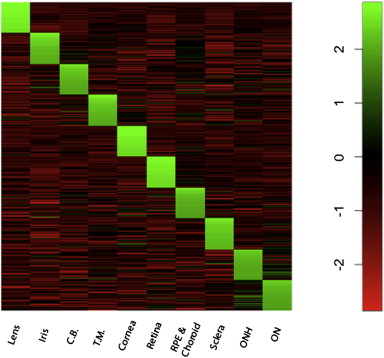 2
1
0
-1
-2
Lens
Iris
C.B.
T.M.
Cornea
Retina
RPE &
Choroid
Sclera
ONH
ON